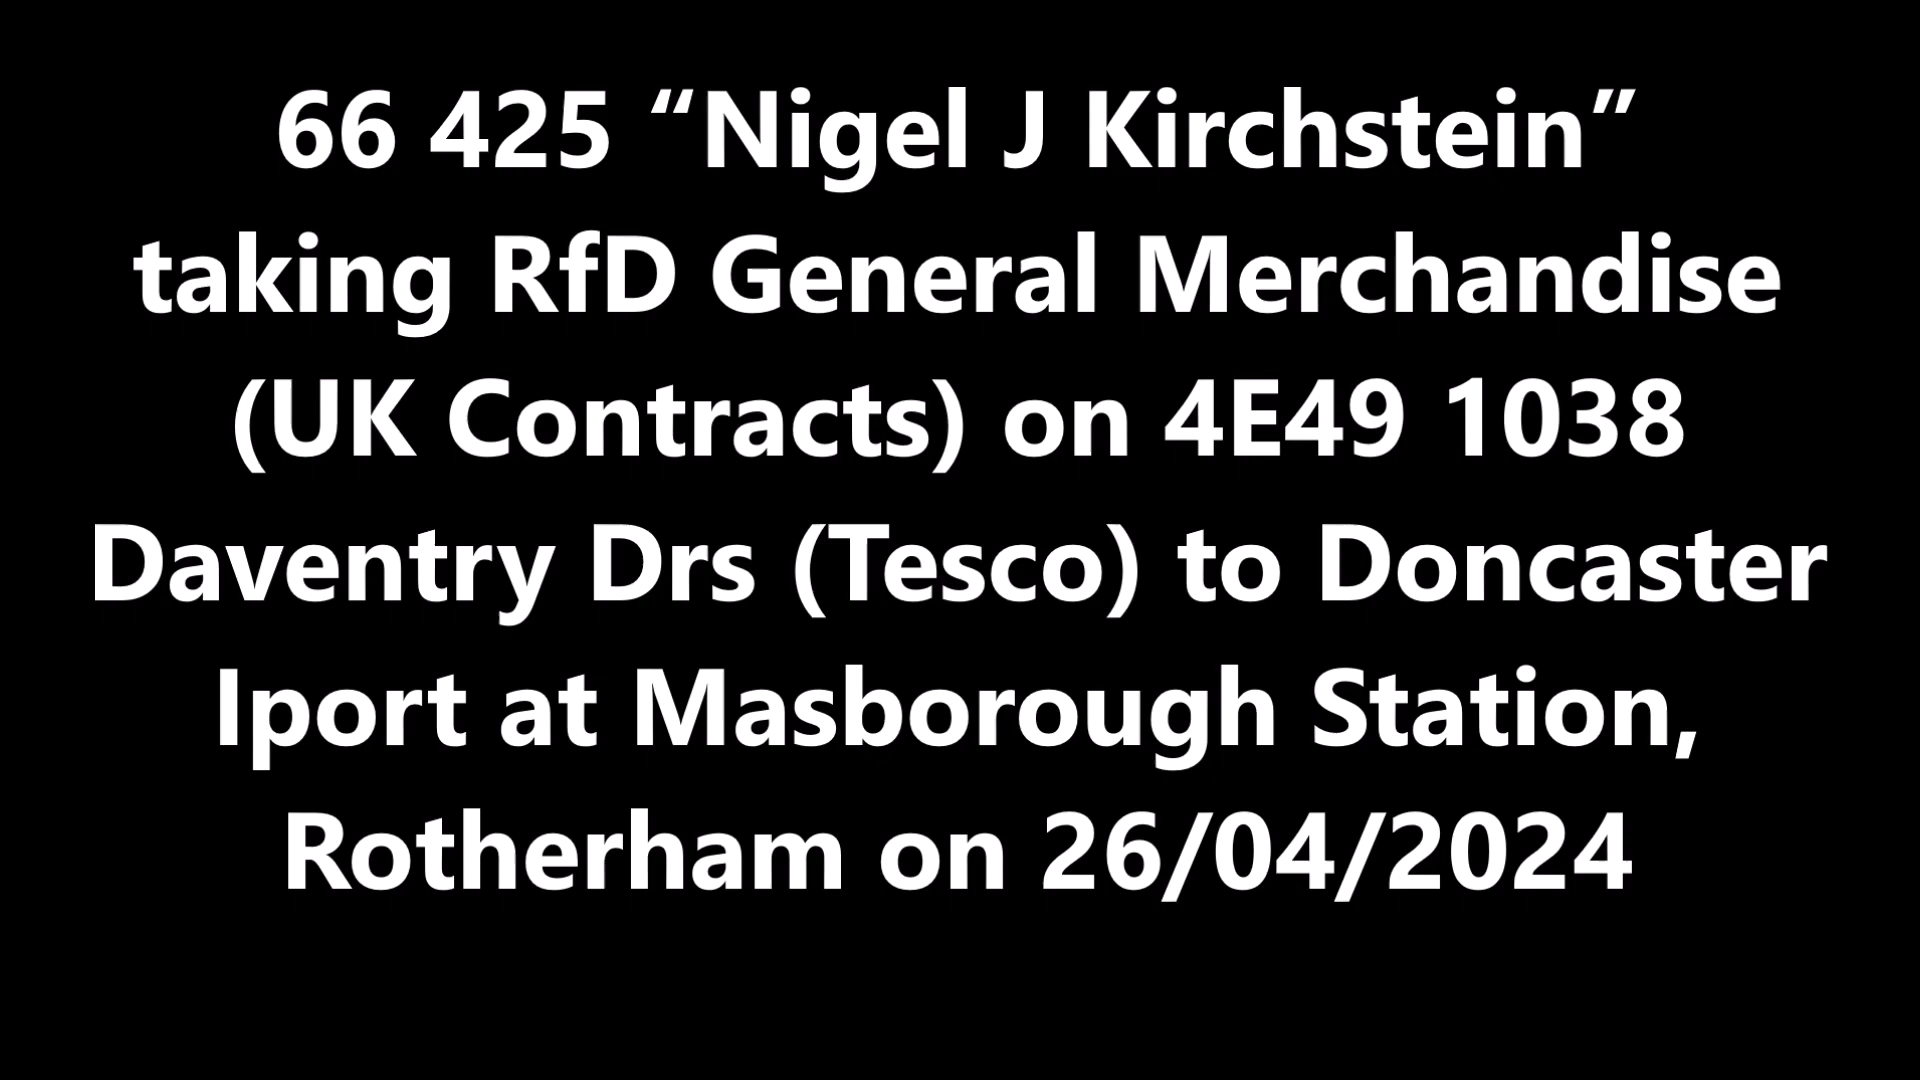 66 425 “Nigel J Kirchstein”
taking RfD General Merchandise
(UK Contracts) on 4E49 1038
Daventry Drs (Tesco) to Doncaster
Iport at Masborough Station,
Rotherham on 26/04/2024